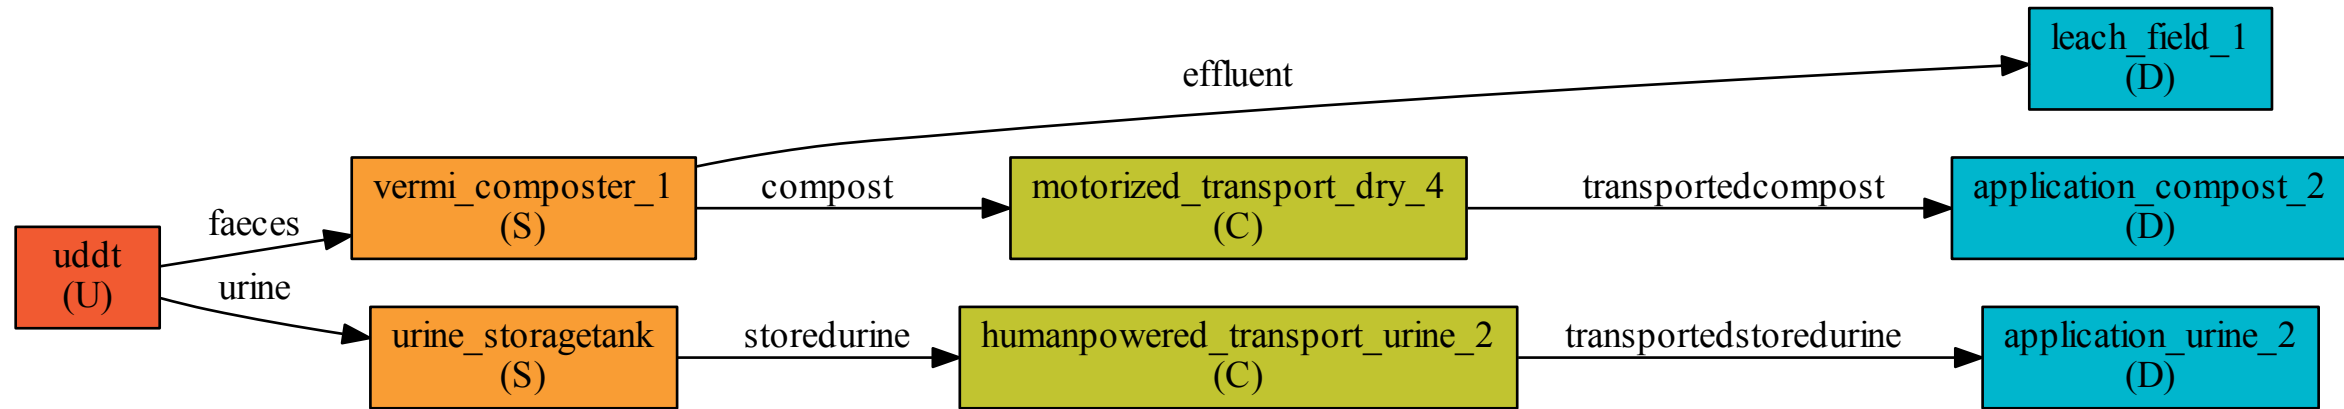 leach_field_1
(D)
effluent
vermi_composter_1
(S)
compost
motorized_transport_dry_4
(C)
transportedcompost
application_compost_2
(D)
faeces
uddt
(U)
urine
urine_storagetank
(S)
storedurine
humanpowered_transport_urine_2
(C)
transportedstoredurine
application_urine_2
(D)